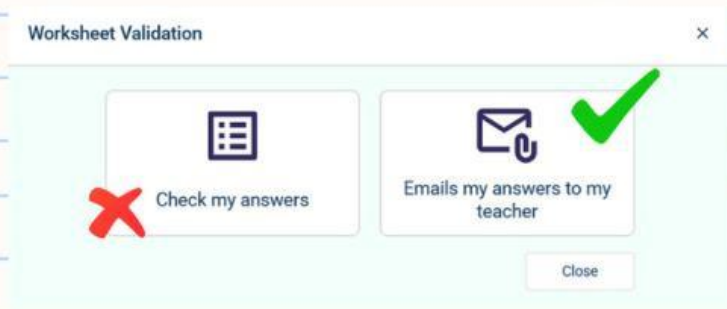 Worksheet Validation
Check my answers
Emails my answers to my
teacher
Close